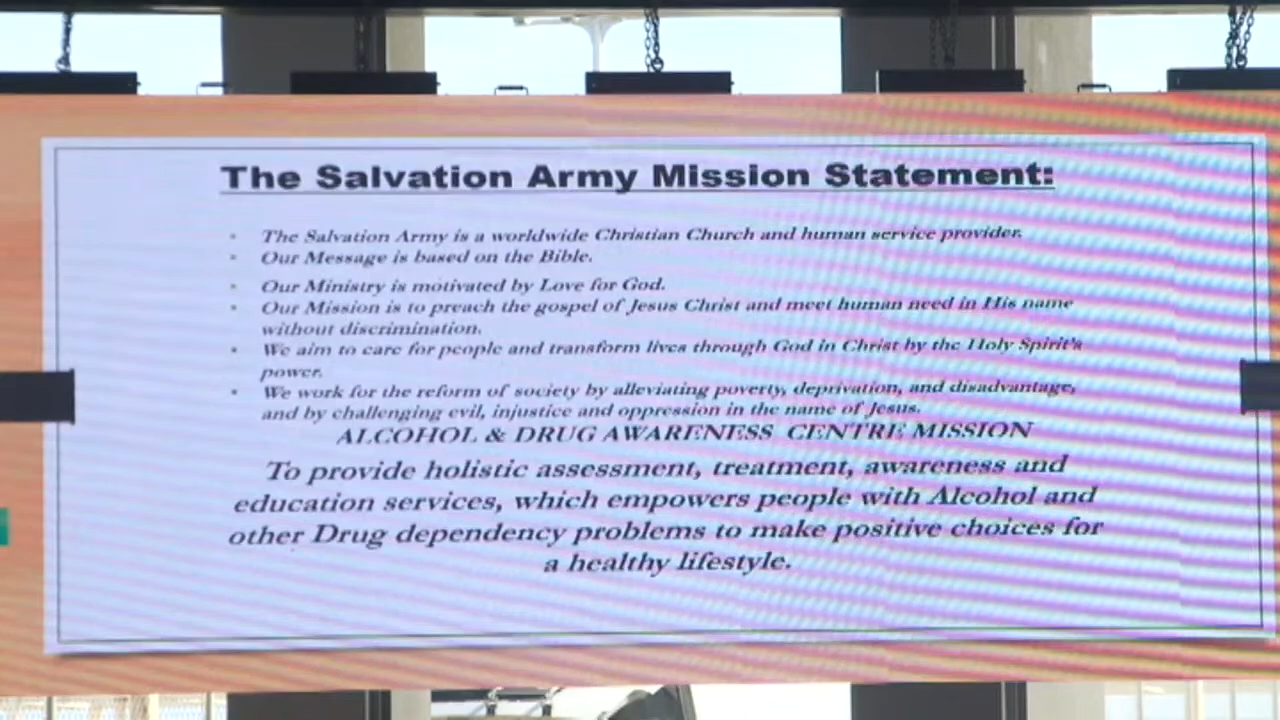 The Salvation Army Mission Statement:
• The Salvation Army is a worldwide Christian Church and human service provider.
• Our Message is based on the Bible.
• Our Ministry is motivated by Love for God.
• Our Mission is to preach the gospel of Jesus Christ and meet human need in His name
without discrimination.
• We aim to care for people and transform lives through God in Christ by the Holy Spirit's
power.
• We work for the reform of society by alleviating poverty, deprivation, and disadvantage,
and by challenging evil, injustice and oppression in the name of Jesus.
ALCOHOL & DRUG AWARENESS CENTRE MISSION
To provide holistic assessment, treatment, awareness and
education services, which empowers people with Alcohol and
other Drug dependency problems to make positive choices for
a healthy lifestyle.